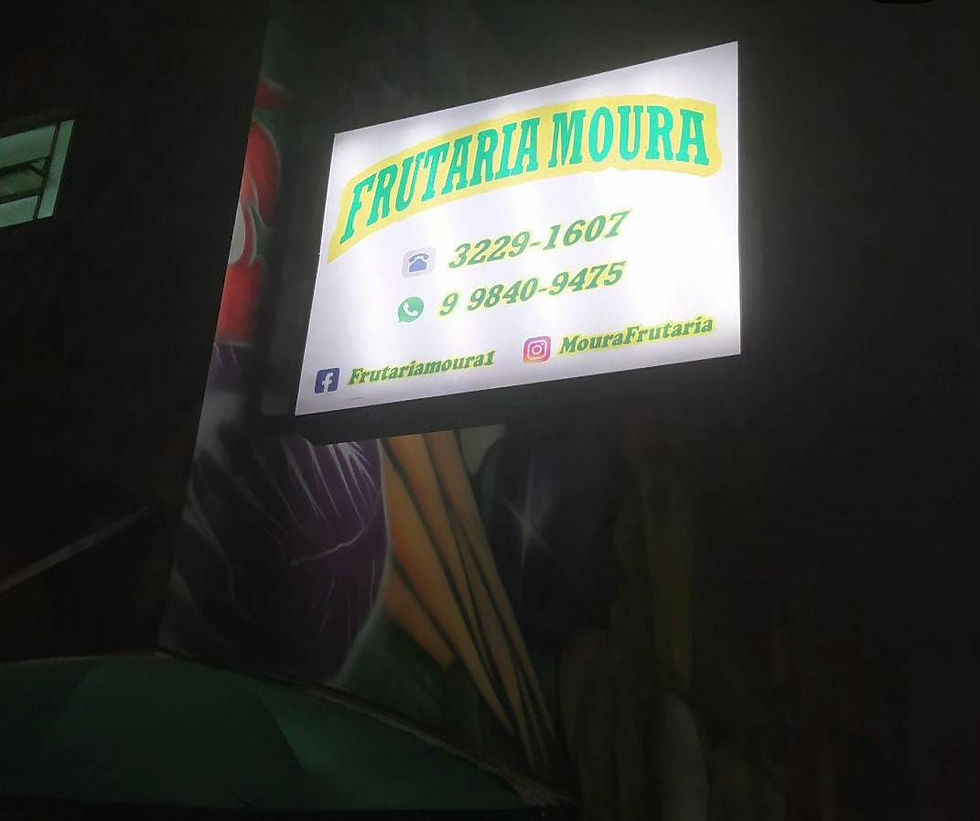 FRUTARIA MOURA
3229-1607
9 9840-9475
Frutariamoura1 MouraFrutaria